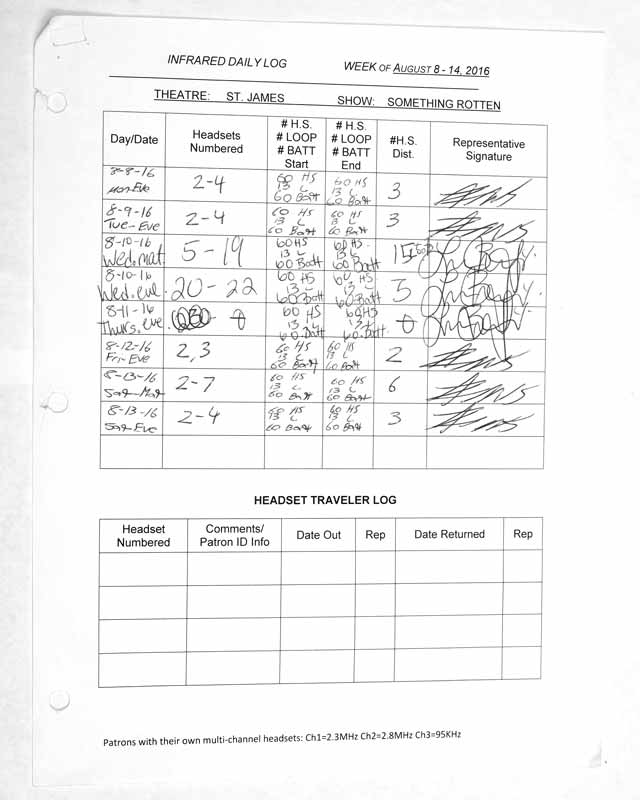 INFRARED DAILY LOG WEEK OF AUGUST 8 - 14, 2016
THEATRE: ST. JAMES SHOW: SOMETHING ROTTEN
Day/Date Headsets Numbered # H.S. # LOOP # BATT Start # H.S. # LOOP # BATT End #H.S. Dist. Representative Signature
8-8-16 Mon-Eve 2-4 60 HS 13 L 60 Batt 60 HS 13 L 60 Batt 3
8-9-16 Tue-Eve 2-4 60 HS 13 L 60 Batt 60 HS 13 L 60 Batt 3
8-10-16 Wed. mat 5-19 60 HS 13 L 60 Batt 60 HS 13 L 60 Batt 15
8-10-16 Wed. eve. 20-22 60 HS 13 L 60 Batt 60 HS 13 L 60 Batt 3
8-11-16 Thurs. eve 0 60 HS 13 L 60 Batt 60 HS 13 L 60 Batt 0
8-12-16 Fri-Eve 2,3 60 HS 13 L 60 Batt 60 HS 13 L 60 Batt 2
8-13-16 Sat-Mat 2-7 60 HS 13 L 60 Batt 60 HS 13 L 60 Batt 6
8-13-16 Sat-Eve 2-4 60 HS 13 L 60 Batt 60 HS 13 L 60 Batt 3
HEADSET TRAVELER LOG
Headset Numbered Comments/ Patron ID Info Date Out Rep Date Returned Rep
Patrons with their own multi-channel headsets: Ch1=2.3MHz Ch2=2.8MHz Ch3=95KHz